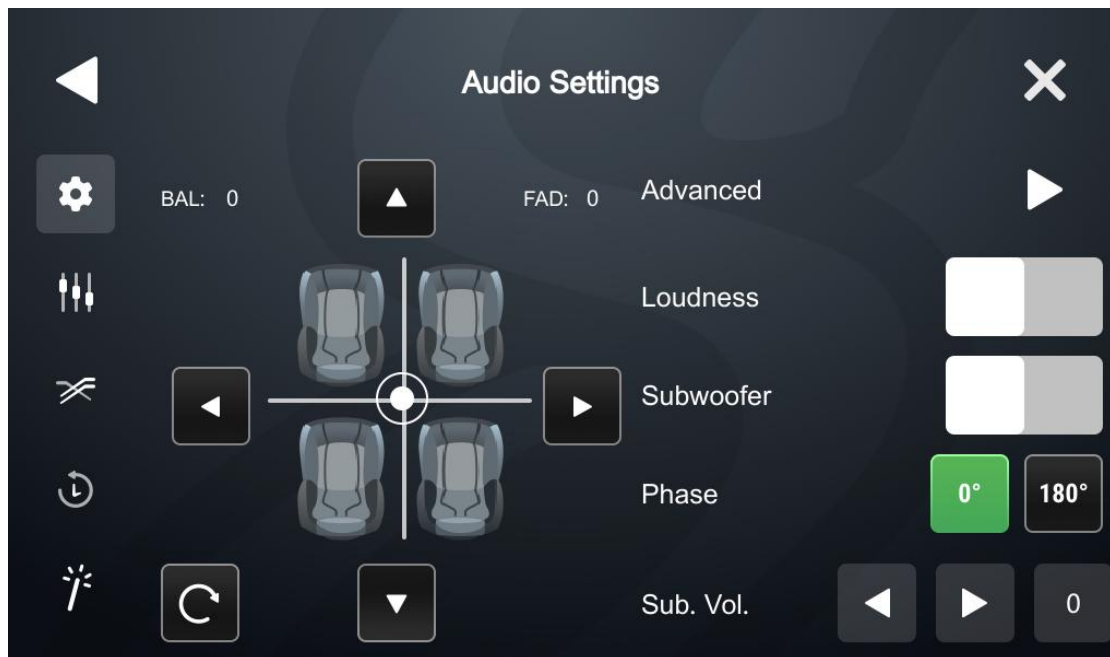 Audio Settings
BAL: 0
FAD: 0
Advanced
Loudness
Subwoofer
Phase
0°
180°
Sub. Vol.
0